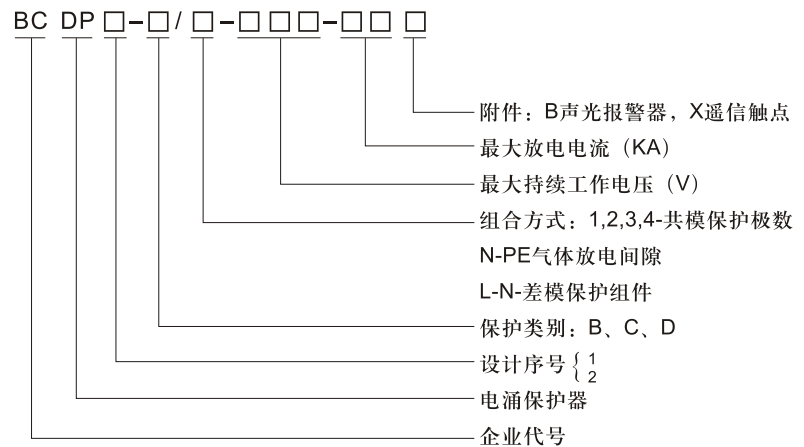 BC DP□-□/□-□□□-□□□
附件：B声光报警器，X遥信触点
最大放电电流（KA）
最大持续工作电压（V）
组合方式：1,2,3,4-共模保护极数
N-PE气体放电间隙
L-N-差模保护组件
保护类别：B、C、D
设计序号{1
2
电涌保护器
企业代号